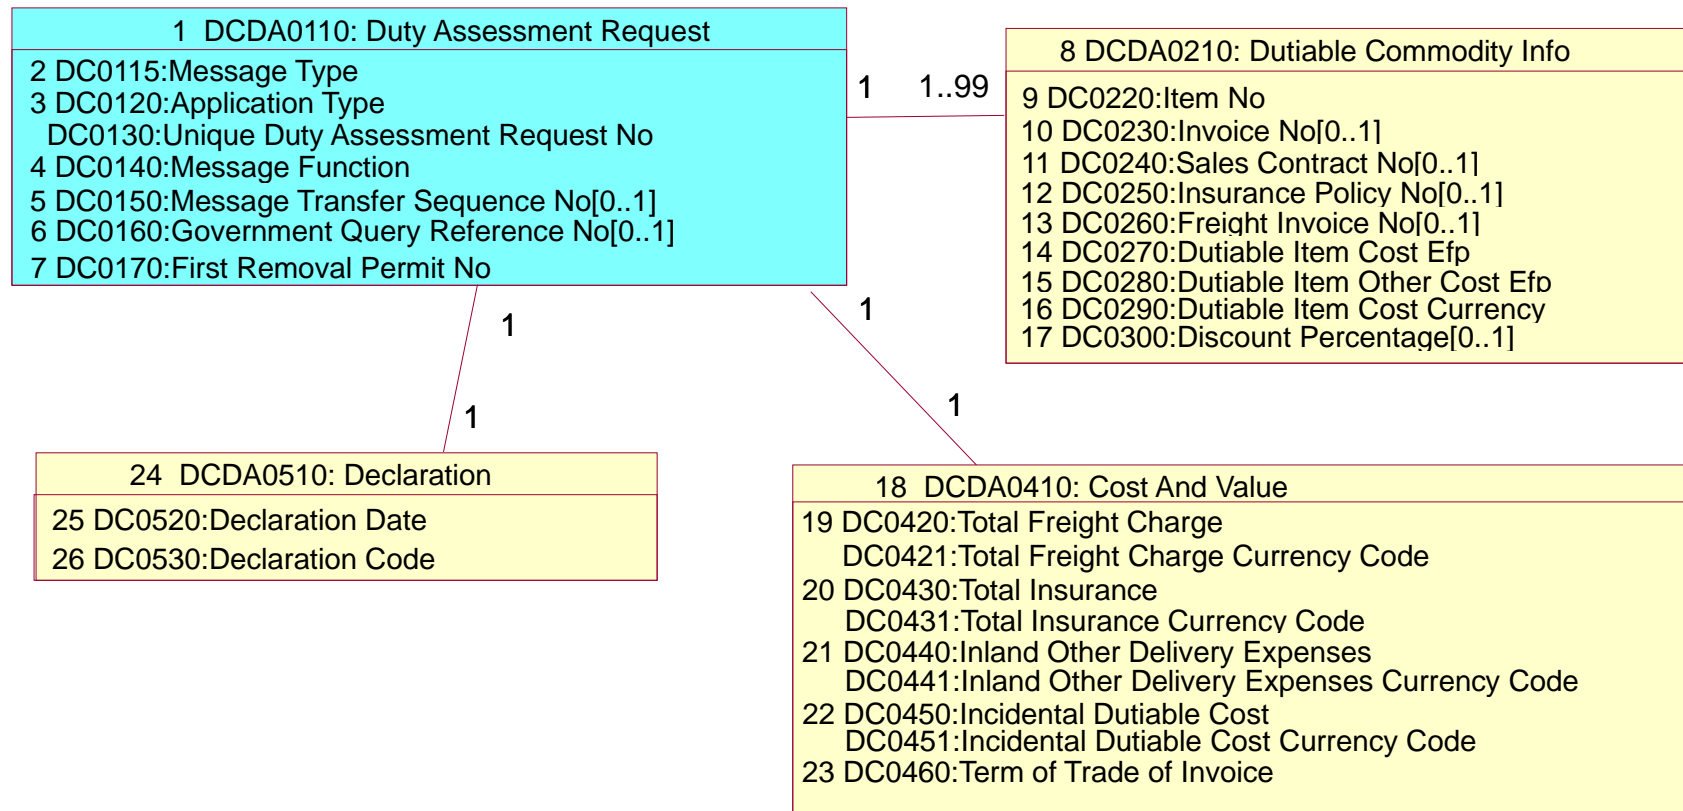 1 DCDA0110: Duty Assessment Request
2 DC0115:Message Type
3 DC0120:Application Type
DC0130:Unique Duty Assessment Request No
4 DC0140:Message Function
5 DC0150:Message Transfer Sequence No[0..1]
6 DC0160:Government Query Reference No[0..1]
7 DC0170:First Removal Permit No
1 1..99
8 DCDA0210: Dutiable Commodity Info
9 DC0220:Item No
10 DC0230:Invoice No[0..1]
11 DC0240:Sales Contract No[0..1]
12 DC0250:Insurance Policy No[0..1]
13 DC0260:Freight Invoice No[0..1]
14 DC0270:Dutiable Item Cost Efp
15 DC0280:Dutiable Item Other Cost Efp
16 DC0290:Dutiable Item Cost Currency
17 DC0300:Discount Percentage[0..1]
1
1
1
1
24 DCDA0510: Declaration
25 DC0520:Declaration Date
26 DC0530:Declaration Code
18 DCDA0410: Cost And Value
19 DC0420:Total Freight Charge
DC0421:Total Freight Charge Currency Code
20 DC0430:Total Insurance
DC0431:Total Insurance Currency Code
21 DC0440:Inland Other Delivery Expenses
DC0441:Inland Other Delivery Expenses Currency Code
22 DC0450:Incidental Dutiable Cost
DC0451:Incidental Dutiable Cost Currency Code
23 DC0460:Term of Trade of Invoice